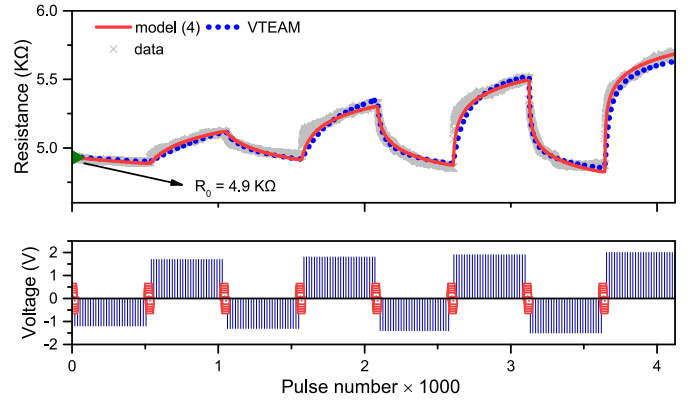 model (4) VTEAM
data
6.0
5.5
5.0
Resistance (KΩ)
R0 = 4.9 KΩ
2
1
0
-1
-2
Voltage (V)
0 1 2 3 4
Pulse number × 1000